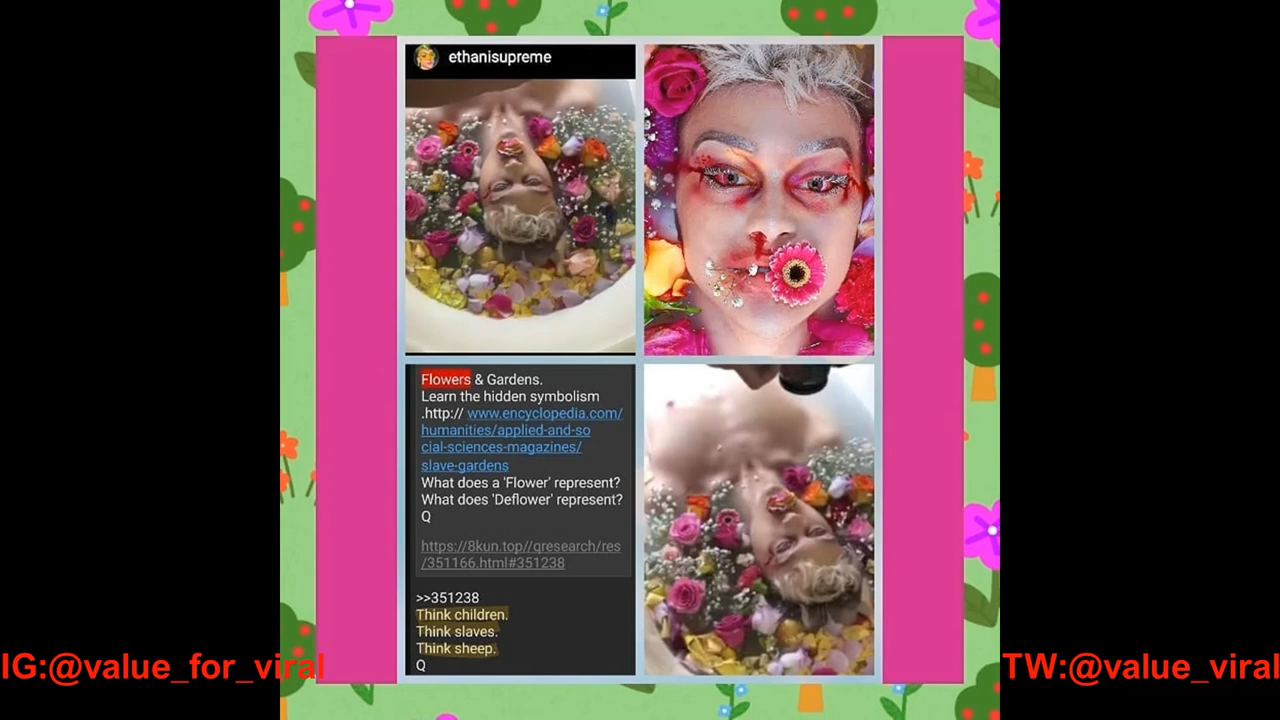 ethanisupreme
Flowers & Gardens.
Learn the hidden symbolism
.http:// www.encyclopedia.com/
humanities/applied-and-so
cial-sciences-magazines/
slave-gardens
What does a 'Flower' represent?
What does 'Deflower' represent?
Q
https://8kun.top//qresearch/res
/351166.html#351238
>>351238
Think children.
Think slaves.
Think sheep.
Q
IG:@value_for_viral
TW:@value_viral